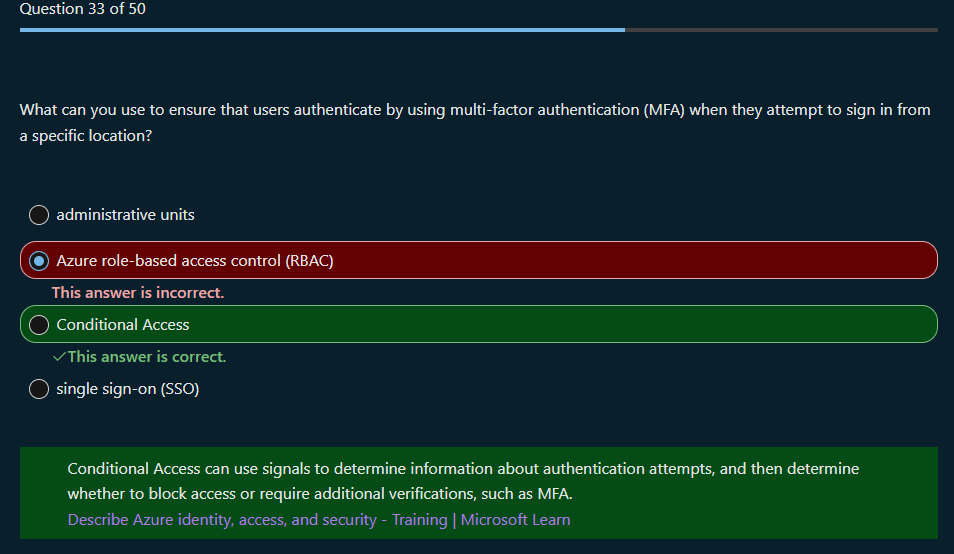 Question 33 of 50
What can you use to ensure that users authenticate by using multi-factor authentication (MFA) when they attempt to sign in from
a specific location?
administrative units
Azure role-based access control (RBAC)
This answer is incorrect.
Conditional Access
✓This answer is correct.
single sign-on (SSO)
Conditional Access can use signals to determine information about authentication attempts, and then determine
whether to block access or require additional verifications, such as MFA.
Describe Azure identity, access, and security - Training | Microsoft Learn